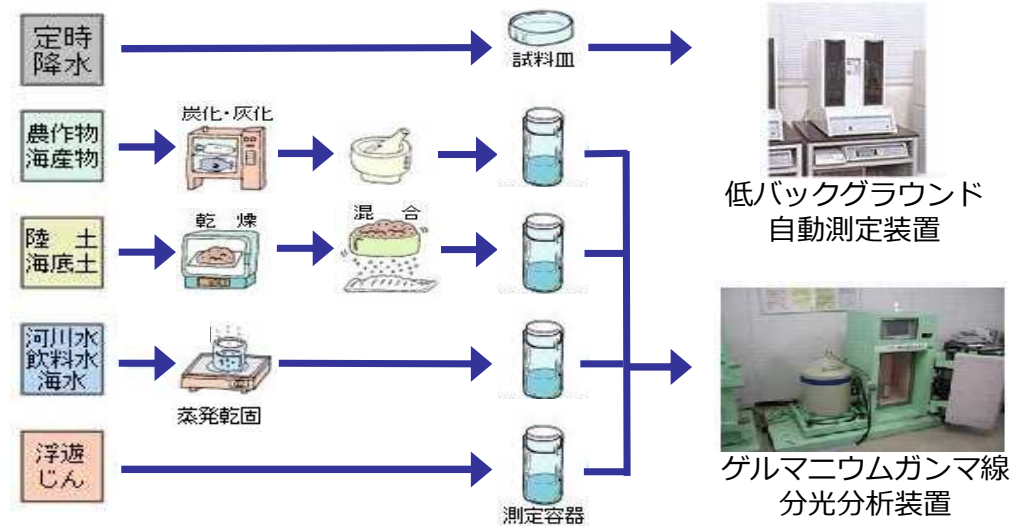 定時
降水
試料皿
低バックグラウンド
自動測定装置
農作物
海産物
炭化・灰化
陸 土
海底土
乾 燥
混 合
河川水
飲料水
海水
蒸発乾固
浮遊
じん
測定容器
ゲルマニウムガンマ線
分光分析装置